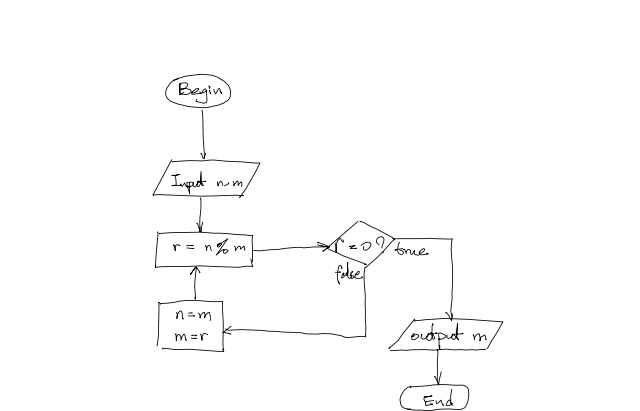 Begin
Input n,m
r = n % m
r = 0?
true
false
n = m
m = r
output m
End